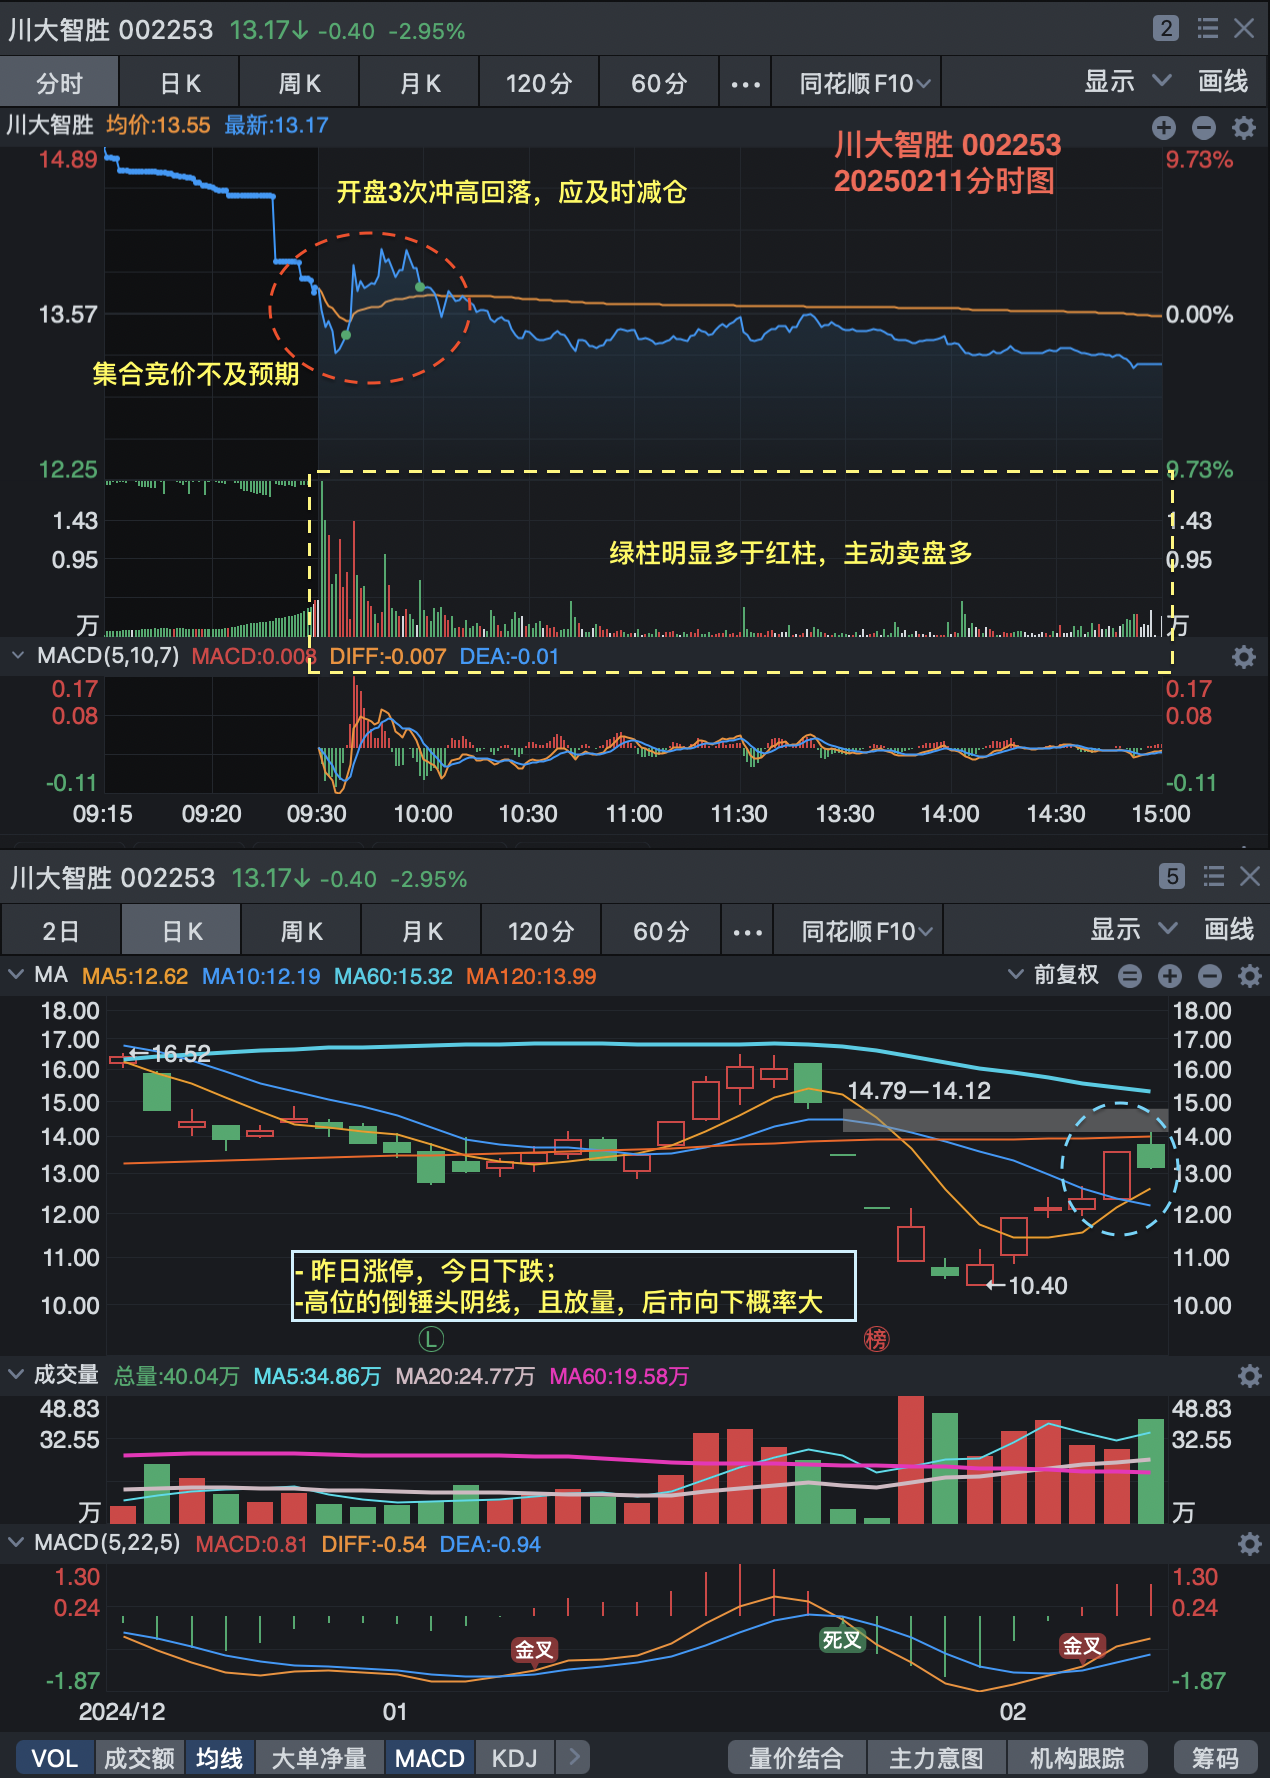 川大智胜 002253 13.17↓ -0.40 -2.95% 2
分时 日K 周K 月K 120分 60分 ... 同花顺F10 显示 画线
川大智胜 均价:13.55 最新:13.17
川大智胜 002253
20250211分时图
14.89 9.73%
开盘3次冲高回落，应及时减仓
13.57 0.00%
集合竞价不及预期
12.25 9.73%
1.43 1.43
绿柱明显多于红柱，主动卖盘多
0.95 0.95
万 万
MACD(5,10,7) MACD:0.008 DIFF:-0.007 DEA:-0.01
0.17 0.17
0.08 0.08
-0.11 -0.11
09:15 09:20 09:30 10:00 10:30 11:00 11:30 13:30 14:00 14:30 15:00
川大智胜 002253 13.17↓ -0.40 -2.95% 5
2日 日K 周K 月K 120分 60分 ... 同花顺F10 显示 画线
MA MA5:12.62 MA10:12.19 MA60:15.32 MA120:13.99 前复权
18.00 18.00
17.00 17.00
←16.52
16.00 16.00
14.79—14.12
15.00 15.00
14.00 14.00
13.00 13.00
12.00 12.00
11.00 11.00
- 昨日涨停，今日下跌；
←10.40
-高位的倒锤头阴线，且放量，后市向下概率大
10.00 10.00
L 榜
成交量 总量:40.04万 MA5:34.86万 MA20:24.77万 MA60:19.58万
48.83 48.83
32.55 32.55
万 万
MACD(5,22,5) MACD:0.81 DIFF:-0.54 DEA:-0.94
1.30 1.30
0.24 0.24
金叉 死叉 金叉
-1.87 -1.87
2024/12 01 02
VOL 成交额 均线 大单净量 MACD KDJ > 量价结合 主力意图 机构跟踪 筹码